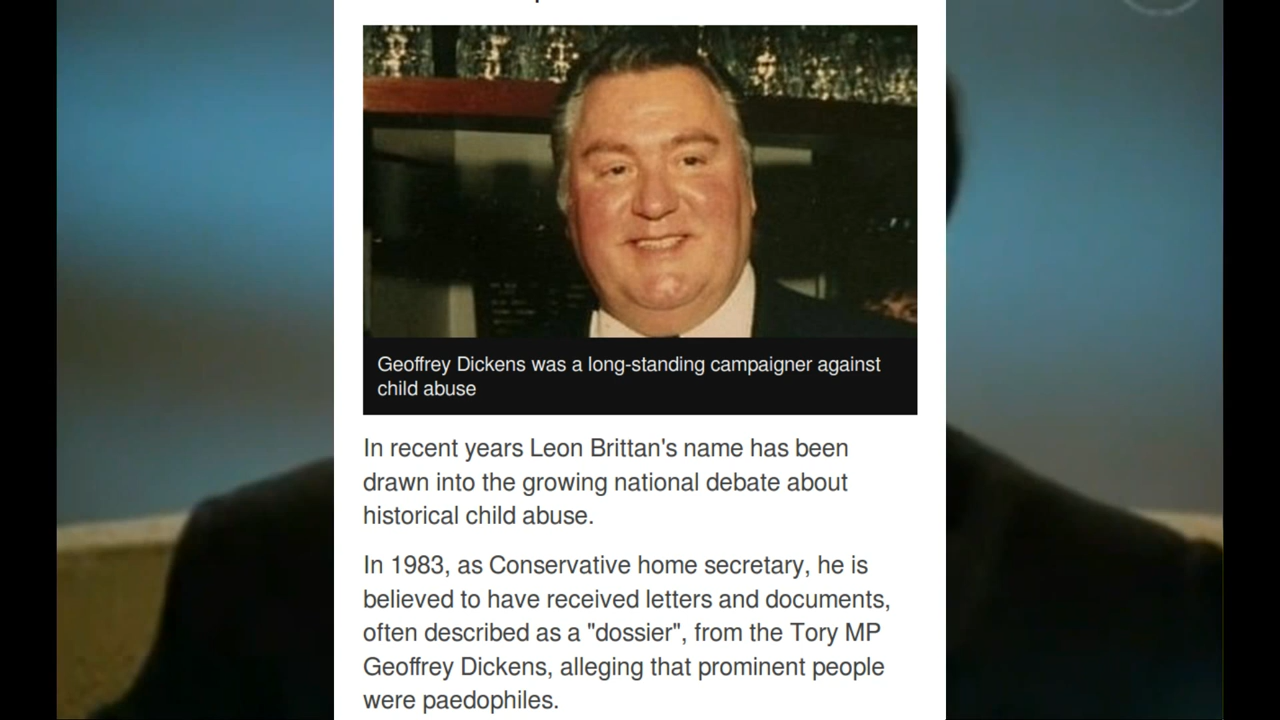 Geoffrey Dickens was a long-standing campaigner against
child abuse
In recent years Leon Brittan's name has been
drawn into the growing national debate about
historical child abuse.
In 1983, as Conservative home secretary, he is
believed to have received letters and documents,
often described as a "dossier", from the Tory MP
Geoffrey Dickens, alleging that prominent people
were paedophiles.